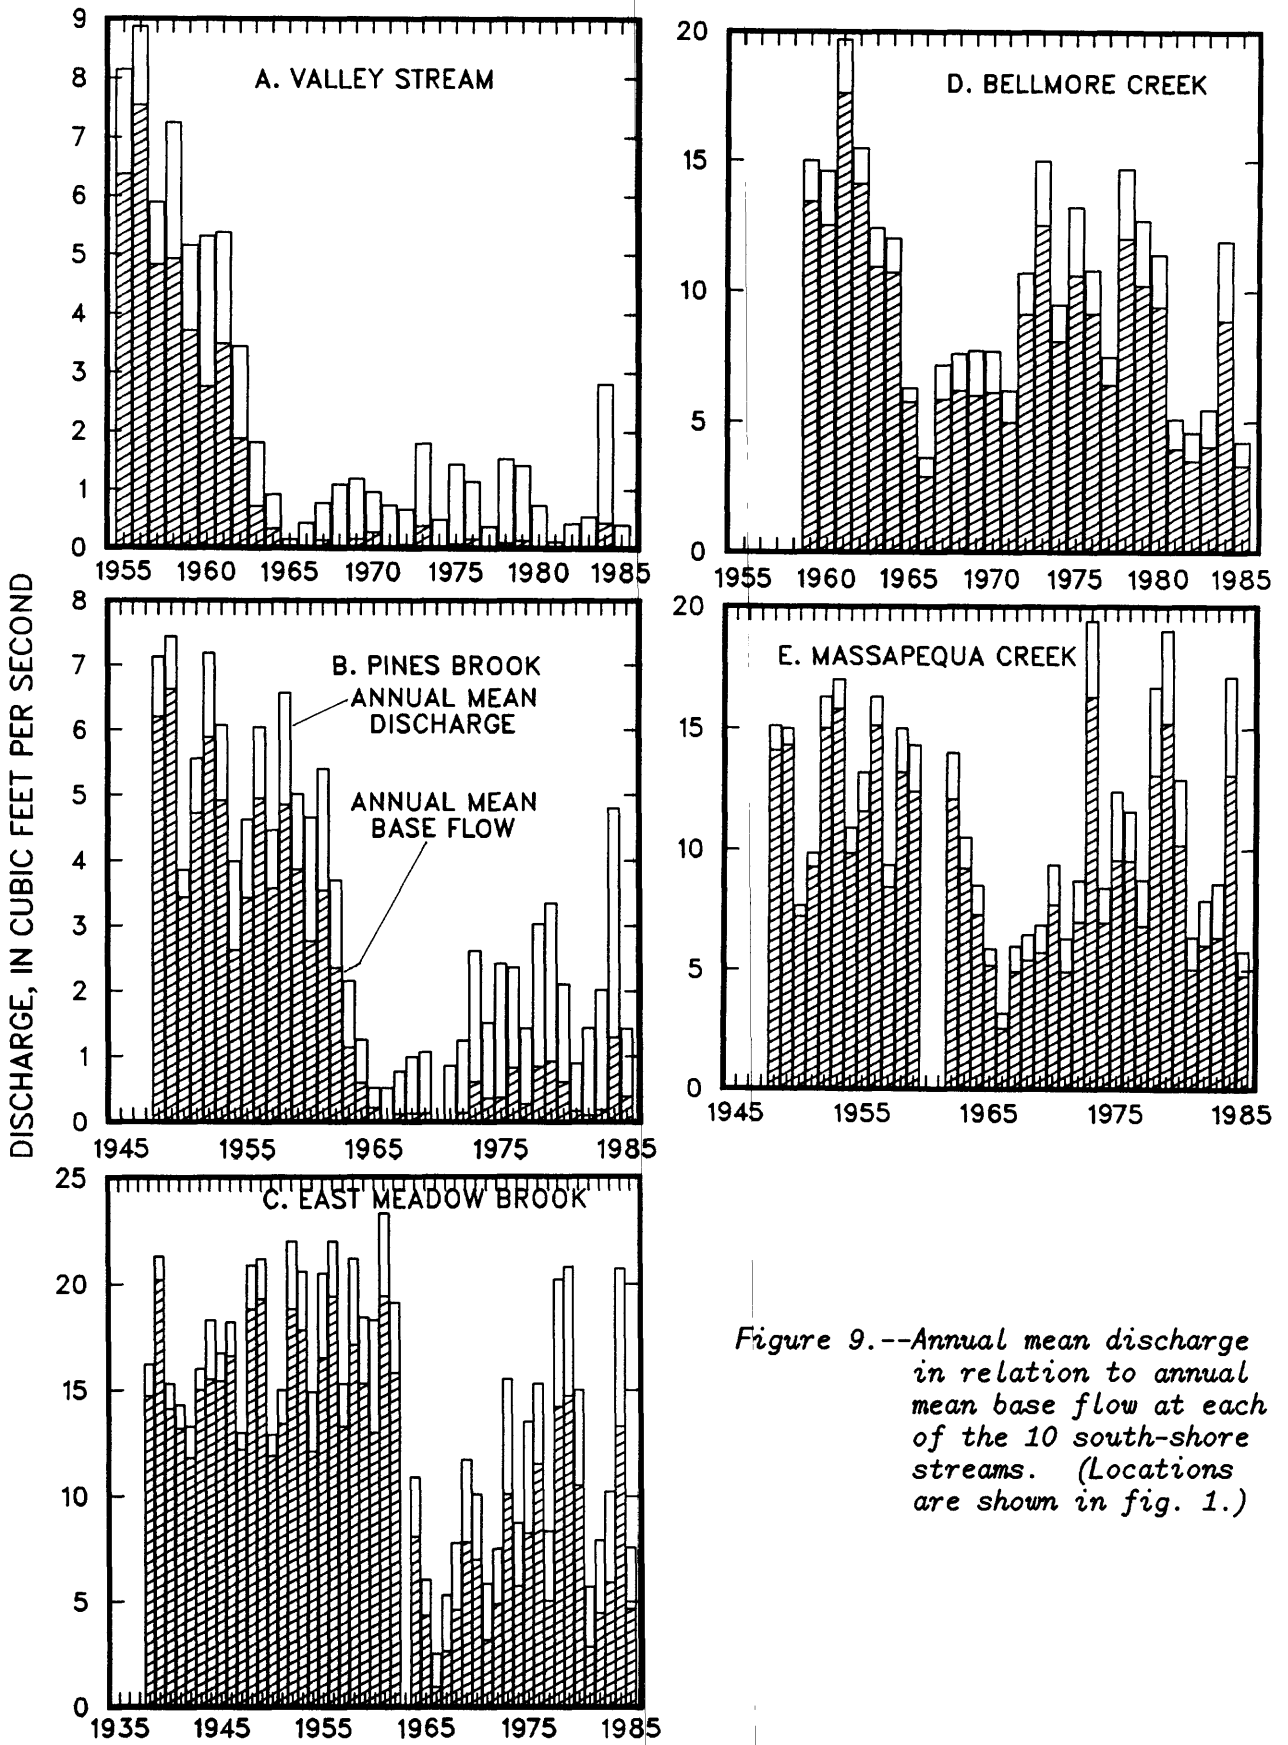 DISCHARGE, IN CUBIC FEET PER SECOND
A. VALLEY STREAM
9
8
7
6
5
4
3
2
1
0
1955 1960 1965 1970 1975 1980 1985
D. BELLMORE CREEK
20
15
10
5
0
1955 1960 1965 1970 1975 1980 1985
B. PINES BROOK
ANNUAL MEAN
DISCHARGE
ANNUAL MEAN
BASE FLOW
8
7
6
5
4
3
2
1
0
1945 1955 1965 1975 1985
E. MASSAPEQUA CREEK
20
15
10
5
0
1945 1955 1965 1975 1985
C. EAST MEADOW BROOK
25
20
15
10
5
0
1935 1945 1955 1965 1975 1985
Figure 9.--Annual mean discharge
in relation to annual
mean base flow at each
of the 10 south-shore
streams. (Locations
are shown in fig. 1.)